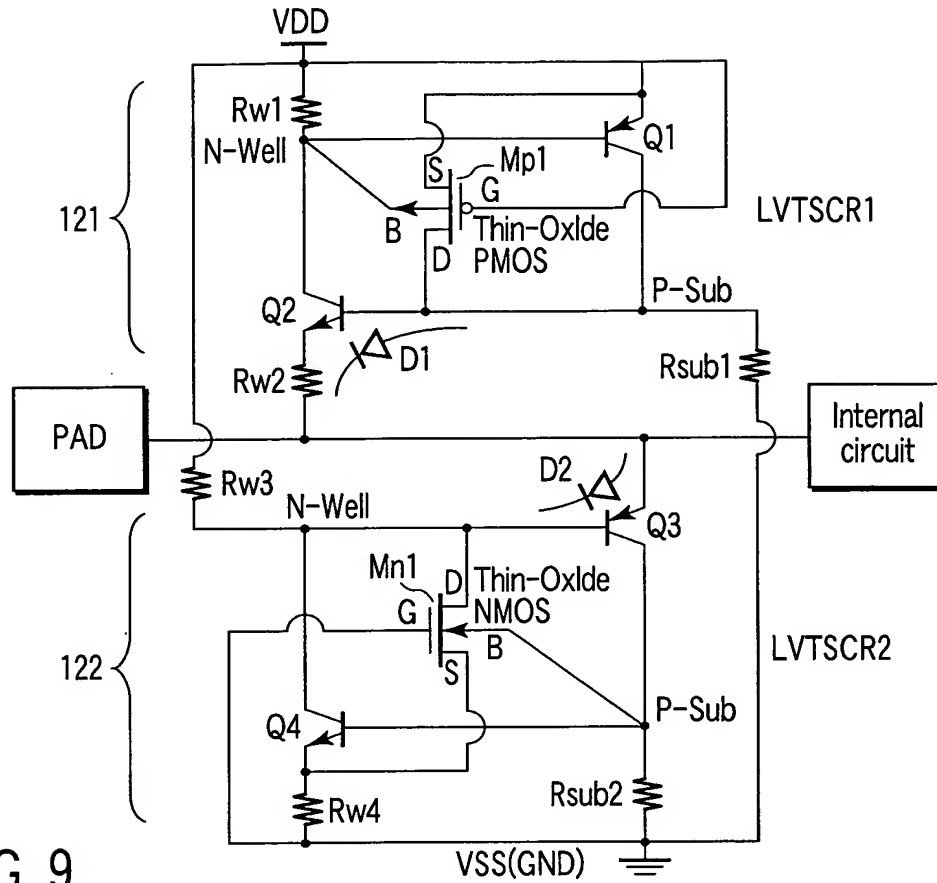 VDD
Rw1
N-Well
Q1
Mp1
S
G
LVTSCR1
121
B
Thin-OxIde
PMOS
D
P-Sub
Q2
D1
Rsub1
Rw2
PAD
Internal
circuit
D2
Rw3
N-Well
Q3
Mn1
D
Thin-OxIde
NMOS
G
B
S
LVTSCR2
122
P-Sub
Q4
Rsub2
Rw4
VSS(GND)
G 9